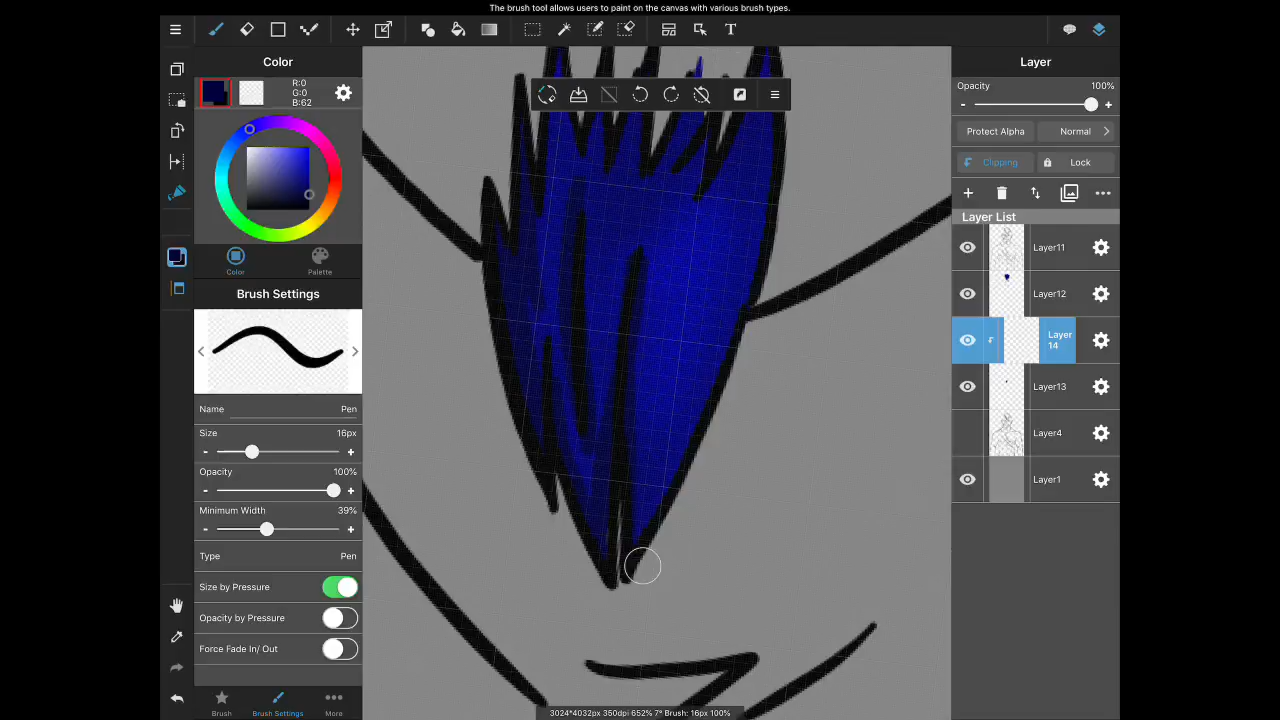 The brush tool allows users to paint on the canvas with various brush types.
T
Color
R:0
G:0
B:62
Color
Palette
Brush Settings
Name Pen
Size 16px
- +
Opacity 100%
- +
Minimum Width 39%
- +
Type Pen
Size by Pressure
Opacity by Pressure
Force Fade In/ Out
Brush
Brush Settings
More
3024*4032px 350dpi 652% 7° Brush: 16px 100%
Layer
Opacity 100%
- +
Protect Alpha
Normal
Clipping
Lock
Layer List
Layer11
Layer12
Layer
14
Layer13
Layer4
Layer1